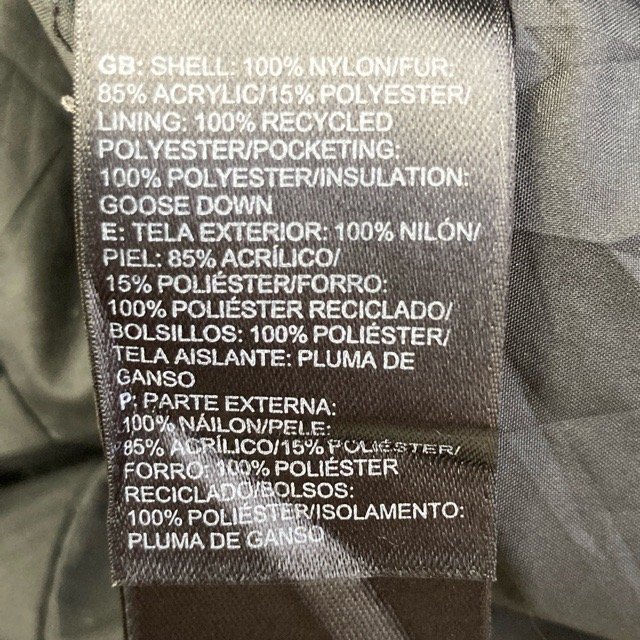 GB: SHELL: 100% NYLON/FUR:
85% ACRYLIC/15% POLYESTER/
LINING: 100% RECYCLED
POLYESTER/POCKETING:
100% POLYESTER/INSULATION:
GOOSE DOWN
E: TELA EXTERIOR: 100% NILÓN/
PIEL: 85% ACRÍLICO/
15% POLIÉSTER/FORRO:
100% POLIÉSTER RECICLADO/
BOLSILLOS: 100% POLIÉSTER/
TELA AISLANTE: PLUMA DE
GANSO
P: PARTE EXTERNA:
100% NÁILON/PELE:
85% ACRÍLICO/15% POLIÉSTER/
FORRO: 100% POLIÉSTER
RECICLADO/BOLSOS:
100% POLIÉSTER/ISOLAMENTO:
PLUMA DE GANSO